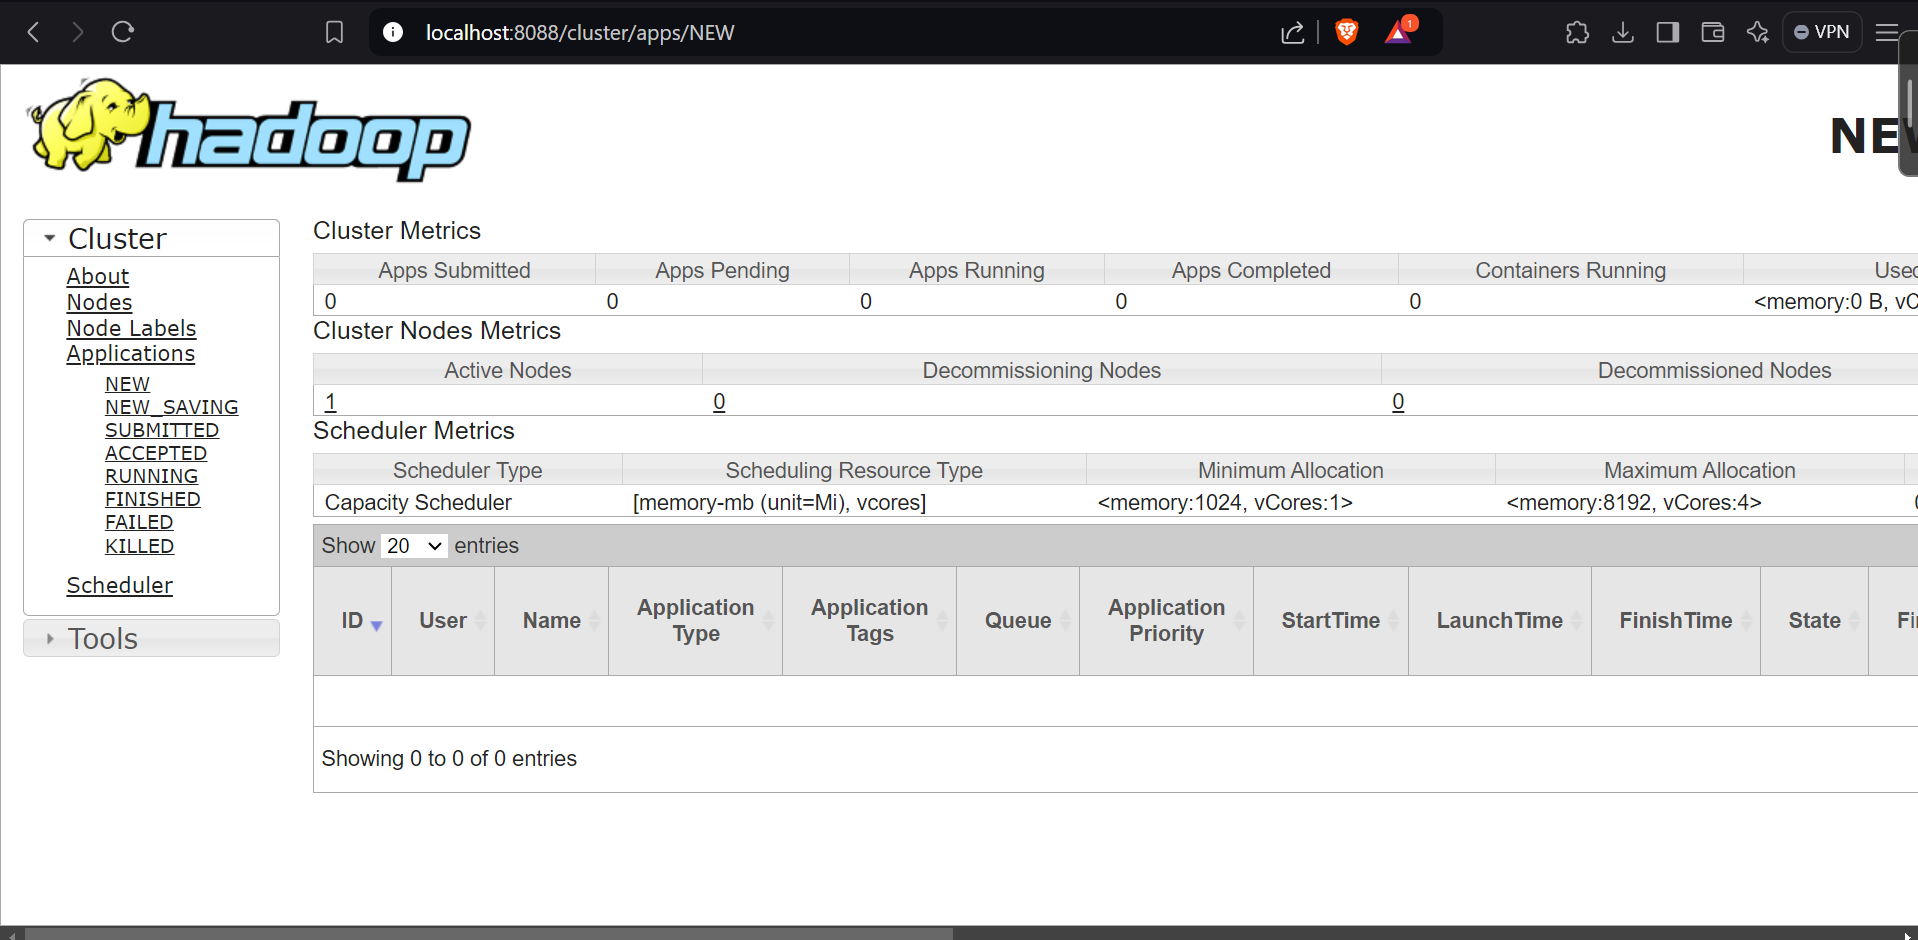 localhost:8088/cluster/apps/NEW
1
VPN
hadoop
Cluster
About
Nodes
Node Labels
Applications
NEW
NEW_SAVING
SUBMITTED
ACCEPTED
RUNNING
FINISHED
FAILED
KILLED
Scheduler
Tools
Cluster Metrics
Apps Submitted Apps Pending Apps Running Apps Completed Containers Running Used
0 0 0 0 0 <memory:0 B, vC
Cluster Nodes Metrics
Active Nodes Decommissioning Nodes Decommissioned Nodes
1 0 0
Scheduler Metrics
Scheduler Type Scheduling Resource Type Minimum Allocation Maximum Allocation
Capacity Scheduler [memory-mb (unit=Mi), vcores] <memory:1024, vCores:1> <memory:8192, vCores:4>
Show 20 entries
ID User Name Application Type Application Tags Queue Application Priority StartTime LaunchTime FinishTime State
Showing 0 to 0 of 0 entries